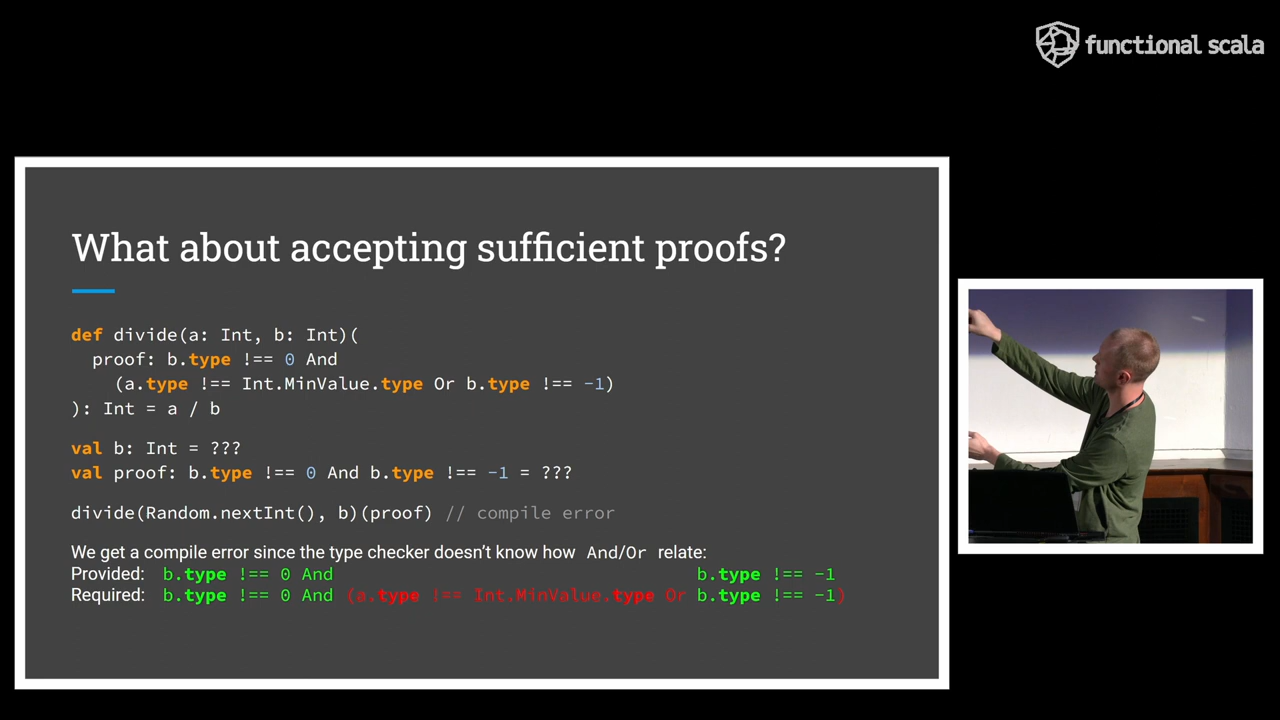 functional scala
What about accepting sufficient proofs?
def divide(a: Int, b: Int)(
proof: b.type !== 0 And
(a.type !== Int.MinValue.type Or b.type !== -1)
): Int = a / b
val b: Int = ???
val proof: b.type !== 0 And b.type !== -1 = ???
divide(Random.nextInt(), b)(proof) // compile error
We get a compile error since the type checker doesn't know how And/Or relate:
Provided: b.type !== 0 And b.type !== -1
Required: b.type !== 0 And (a.type !== Int.MinValue.type Or b.type !== -1)